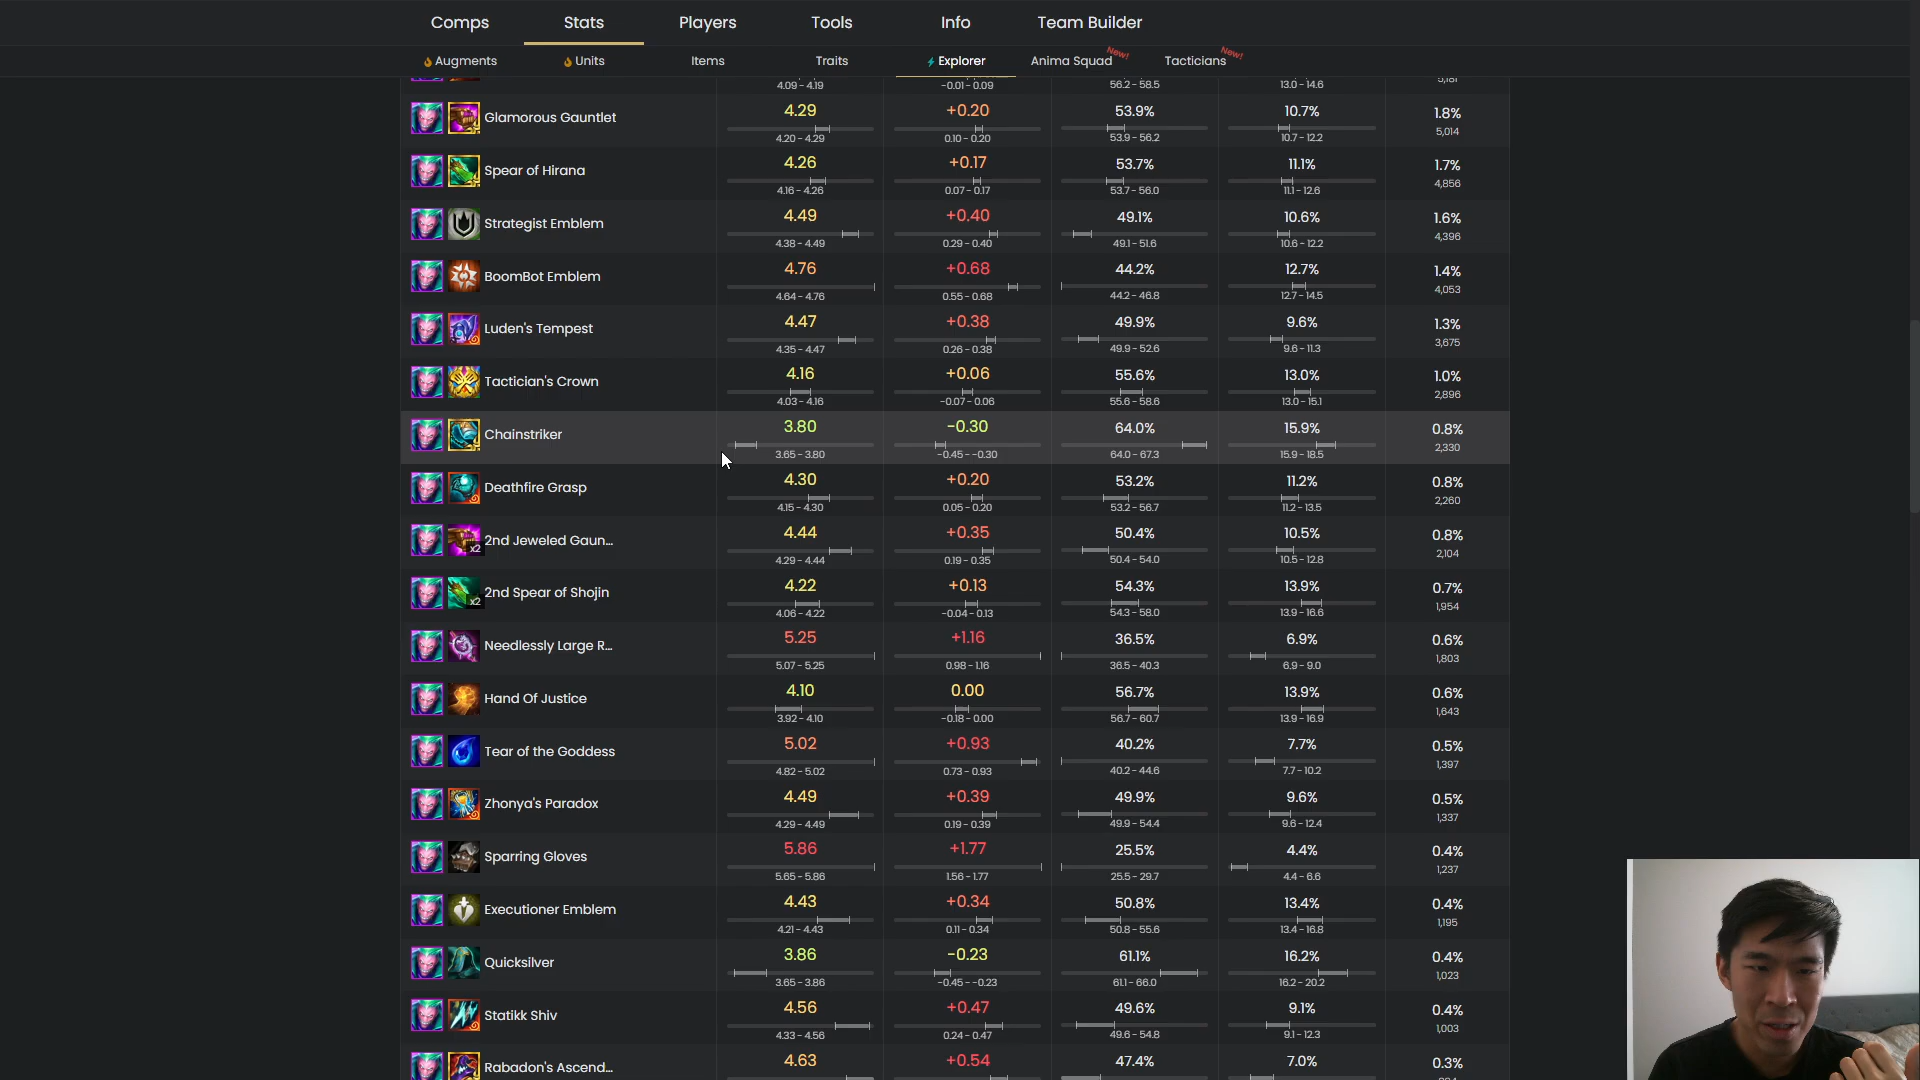 Comps Stats Players Tools Info Team Builder
Augments Units Items Traits Explorer Anima Squad New! Tacticians New!
4.09 - 4.19 -0.01 - 0.09 56.2 - 58.5 13.0 - 14.6 5,181
Glamorous Gauntlet 4.29 +0.20 53.9% 10.7% 1.8%
4.20 - 4.29 0.10 - 0.20 53.9 - 56.2 10.7 - 12.2 5,014
Spear of Hirana 4.26 +0.17 53.7% 11.1% 1.7%
4.16 - 4.26 0.07 - 0.17 53.7 - 56.0 11.1 - 12.6 4,856
Strategist Emblem 4.49 +0.40 49.1% 10.6% 1.6%
4.38 - 4.49 0.29 - 0.40 49.1 - 51.6 10.6 - 12.2 4,396
BoomBot Emblem 4.76 +0.68 44.2% 12.7% 1.4%
4.64 - 4.76 0.55 - 0.68 44.2 - 46.8 12.7 - 14.5 4,053
Luden's Tempest 4.47 +0.38 49.9% 9.6% 1.3%
4.35 - 4.47 0.26 - 0.38 49.9 - 52.6 9.6 - 11.3 3,675
Tactician's Crown 4.16 +0.06 55.6% 13.0% 1.0%
4.03 - 4.16 -0.07 - 0.06 55.6 - 58.6 13.0 - 15.1 2,896
Chainstriker 3.80 -0.30 64.0% 15.9% 0.8%
3.65 - 3.80 -0.45 - -0.30 64.0 - 67.3 15.9 - 18.5 2,330
Deathfire Grasp 4.30 +0.20 53.2% 11.2% 0.8%
4.15 - 4.30 0.05 - 0.20 53.2 - 56.7 11.2 - 13.5 2,260
x2 2nd Jeweled Gaun... 4.44 +0.35 50.4% 10.5% 0.8%
4.29 - 4.44 0.19 - 0.35 50.4 - 54.0 10.5 - 12.8 2,104
x2 2nd Spear of Shojin 4.22 +0.13 54.3% 13.9% 0.7%
4.06 - 4.22 -0.04 - 0.13 54.3 - 58.0 13.9 - 16.6 1,954
Needlessly Large R... 5.25 +1.16 36.5% 6.9% 0.6%
5.07 - 5.25 0.98 - 1.16 36.5 - 40.3 6.9 - 9.0 1,803
Hand Of Justice 4.10 0.00 56.7% 13.9% 0.6%
3.92 - 4.10 -0.18 - 0.00 56.7 - 60.7 13.9 - 16.9 1,643
Tear of the Goddess 5.02 +0.93 40.2% 7.7% 0.5%
4.82 - 5.02 0.73 - 0.93 40.2 - 44.6 7.7 - 10.2 1,397
Zhonya's Paradox 4.49 +0.39 49.9% 9.6% 0.5%
4.29 - 4.49 0.19 - 0.39 49.9 - 54.4 9.6 - 12.4 1,337
Sparring Gloves 5.86 +1.77 25.5% 4.4% 0.4%
5.65 - 5.86 1.56 - 1.77 25.5 - 29.7 4.4 - 6.6 1,237
Executioner Emblem 4.43 +0.34 50.8% 13.4% 0.4%
4.21 - 4.43 0.11 - 0.34 50.8 - 55.6 13.4 - 16.8 1,195
Quicksilver 3.86 -0.23 61.1% 16.2% 0.4%
3.65 - 3.86 -0.45 - -0.23 61.1 - 66.0 16.2 - 20.2 1,023
Statikk Shiv 4.56 +0.47 49.6% 9.1% 0.4%
4.33 - 4.56 0.24 - 0.47 49.6 - 54.8 9.1 - 12.3 1,003
Rabadon's Ascend... 4.63 +0.54 47.4% 7.0% 0.3%